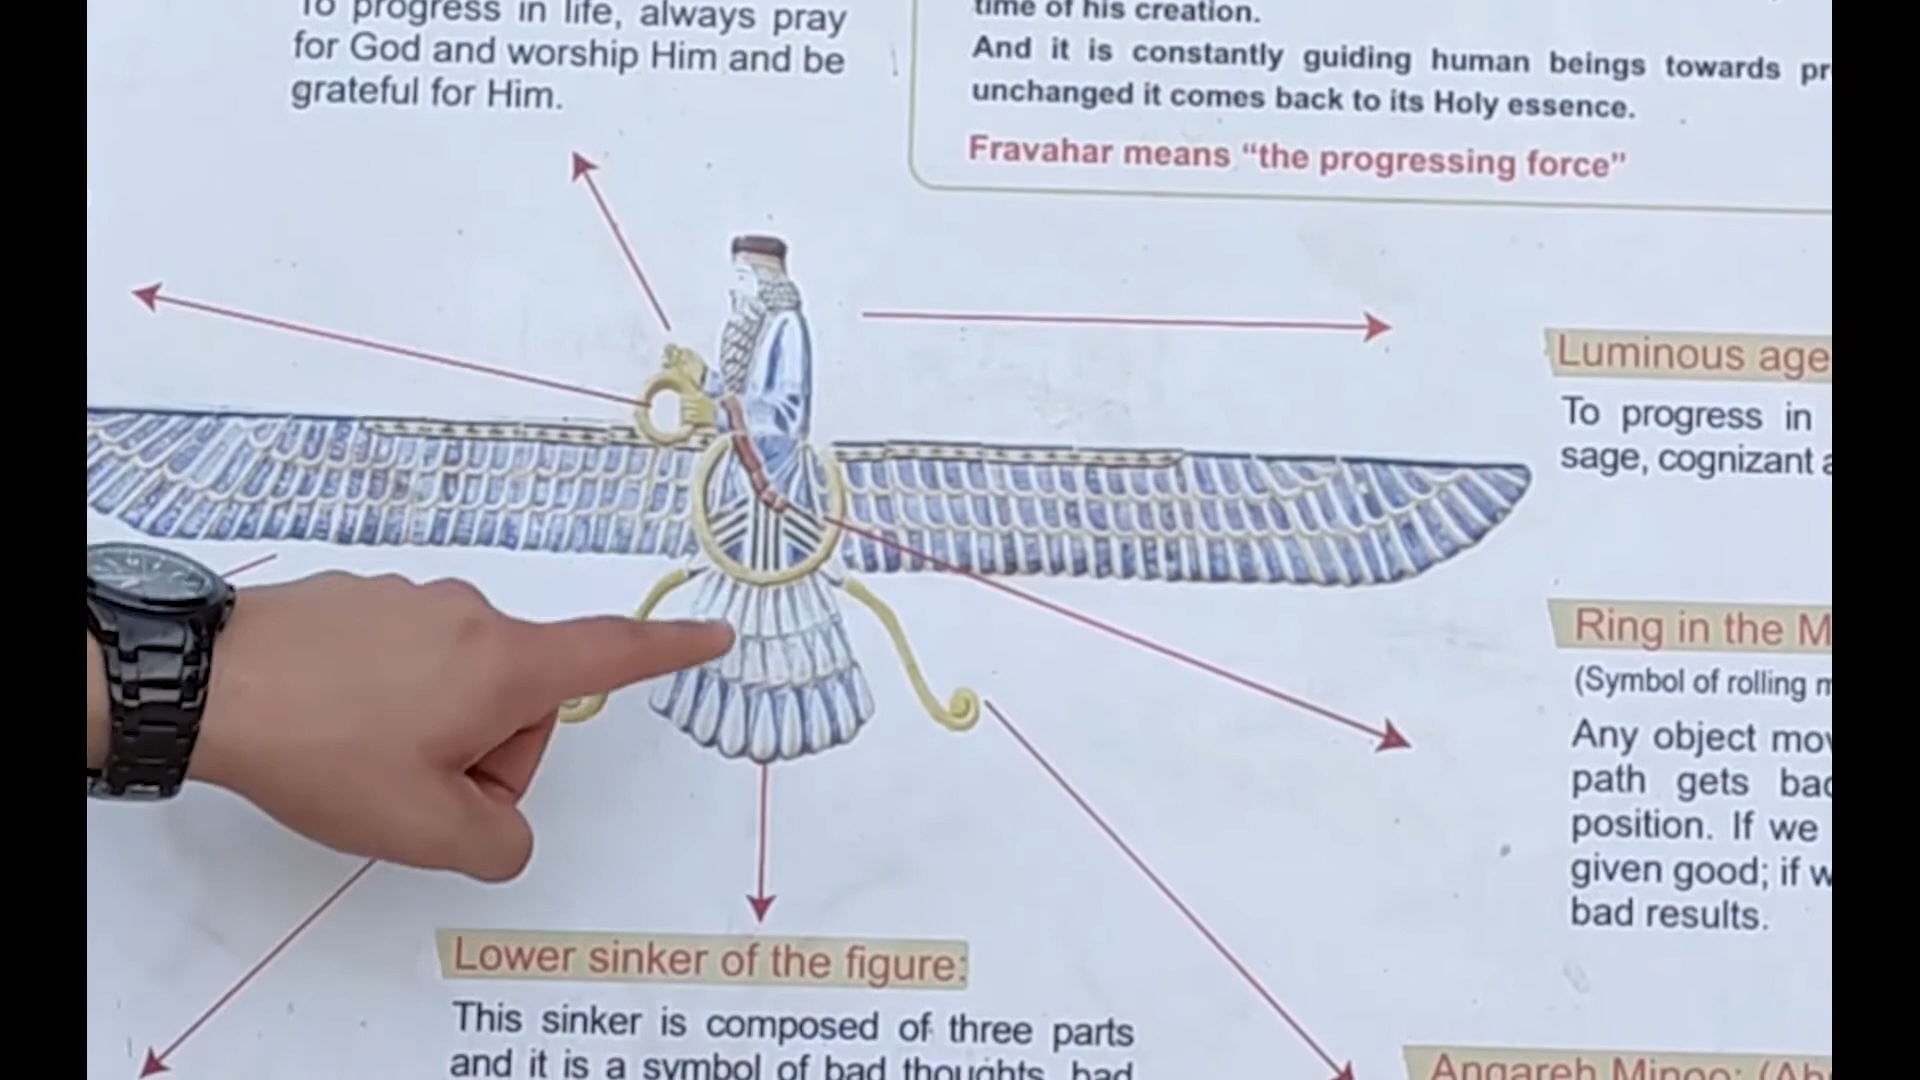 To progress in life, always pray
for God and worship Him and be
grateful for Him.
time of his creation.
And it is constantly guiding human beings towards
unchanged it comes back to its Holy essence.
Fravahar means “the progressing force”
Luminous age
To progress in
sage, cognizant
Ring in the M
(Symbol of rolling
Any object
path gets
position. If we
given good; if
bad results.
Lower sinker of the figure:
This sinker is composed of three parts
and it is a symbol of bad thoughts, bad
Angareh Minoo: